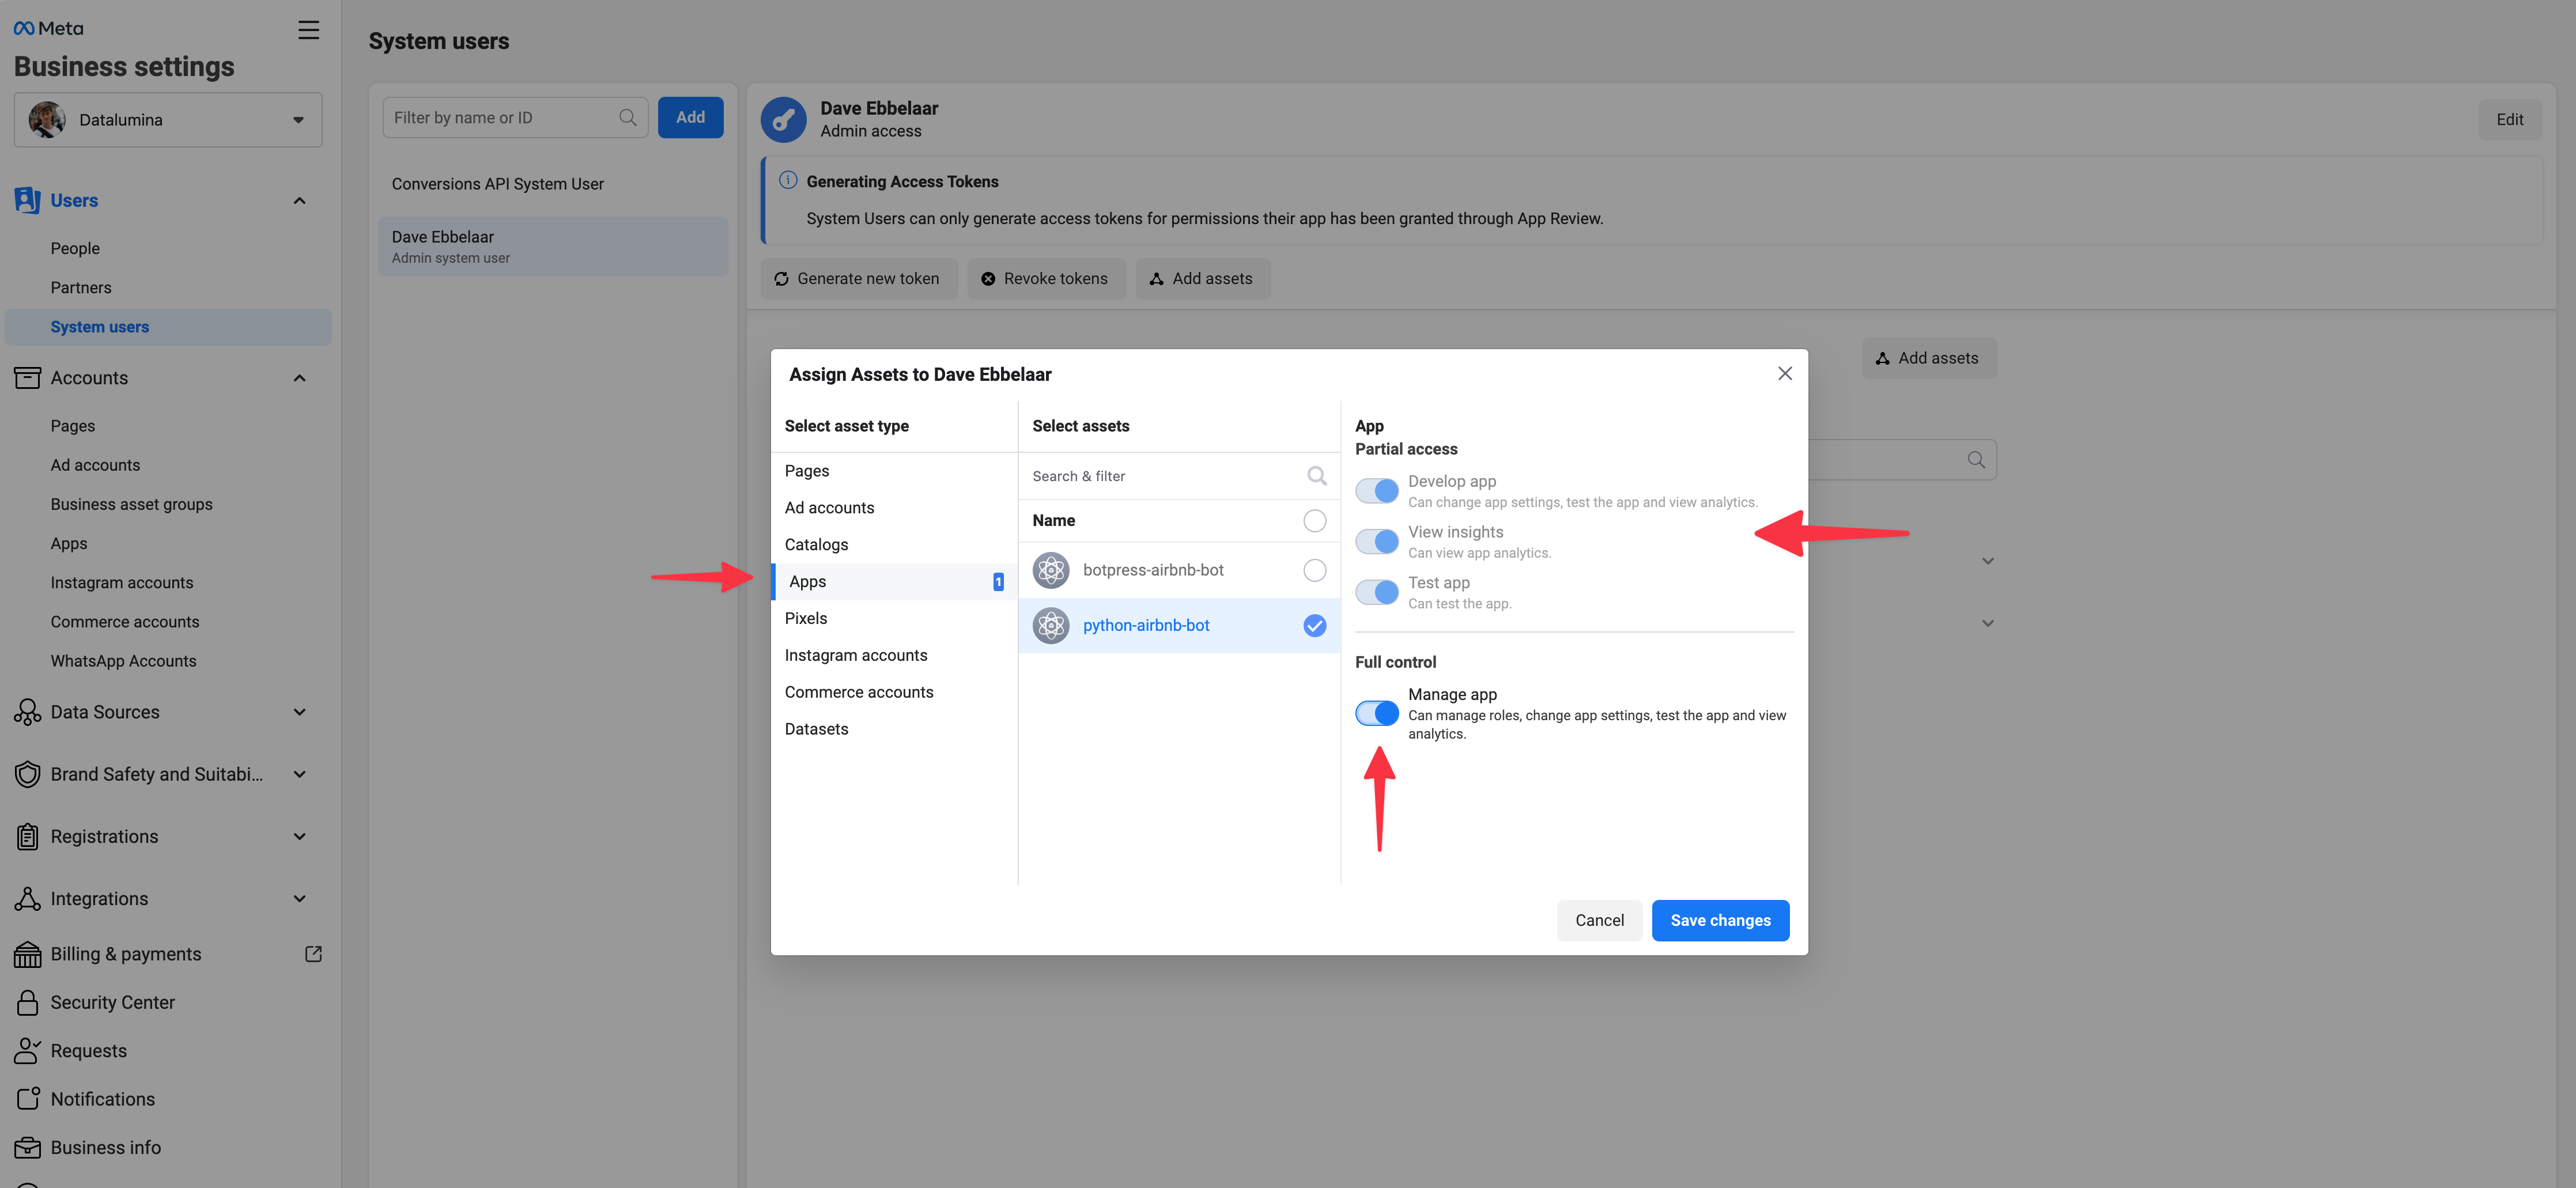 Meta
Business settings
Datalumina
Users
People
Partners
System users
Accounts
Pages
Ad accounts
Business asset groups
Apps
Instagram accounts
Commerce accounts
WhatsApp Accounts
Data Sources
Brand Safety and Suitabi...
Registrations
Integrations
Billing & payments
Security Center
Requests
Notifications
Business info
System users
Filter by name or ID
Add
Conversions API System User
Dave Ebbelaar
Admin system user
Dave Ebbelaar
Admin access
Edit
Generating Access Tokens
System Users can only generate access tokens for permissions their app has been granted through App Review.
Generate new token
Revoke tokens
Add assets
Add assets
Assign Assets to Dave Ebbelaar
Select asset type
Pages
Ad accounts
Catalogs
Apps
1
Pixels
Instagram accounts
Commerce accounts
Datasets
Select assets
Search & filter
Name
botpress-airbnb-bot
python-airbnb-bot
App
Partial access
Develop app
Can change app settings, test the app and view analytics.
View insights
Can view app analytics.
Test app
Can test the app.
Full control
Manage app
Can manage roles, change app settings, test the app and view
analytics.
Cancel
Save changes